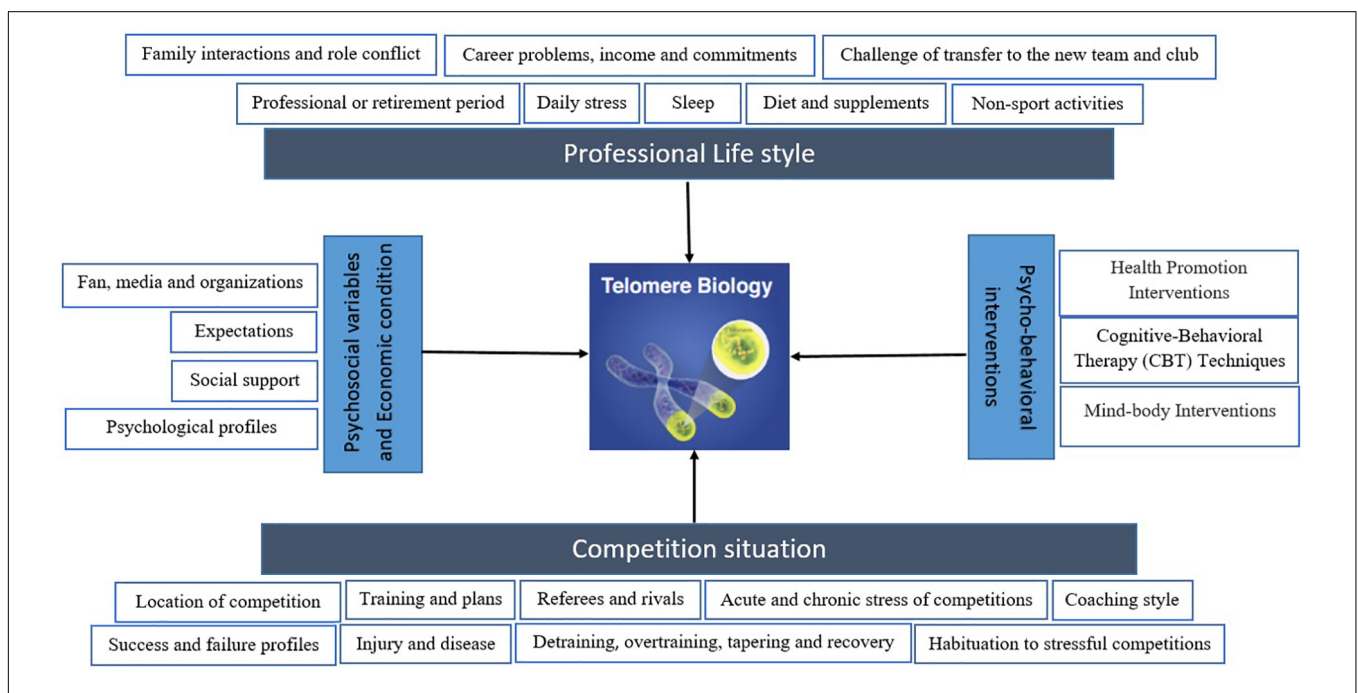 Family interactions and role conflict
Career problems, income and commitments
Challenge of transfer to the new team and club
Professional or retirement period
Daily stress
Sleep
Diet and supplements
Non-sport activities
Professional Life style
Fan, media and organizations
Expectations
Social support
Psychological profiles
Psychosocial variables
and Economic condition
Telomere Biology
Psycho-behavioral
interventions
Health Promotion
Interventions
Cognitive-Behavioral
Therapy (CBT) Techniques
Mind-body Interventions
Competition situation
Location of competition
Training and plans
Referees and rivals
Acute and chronic stress of competitions
Coaching style
Success and failure profiles
Injury and disease
Detraining, overtraining, tapering and recovery
Habituation to stressful competitions